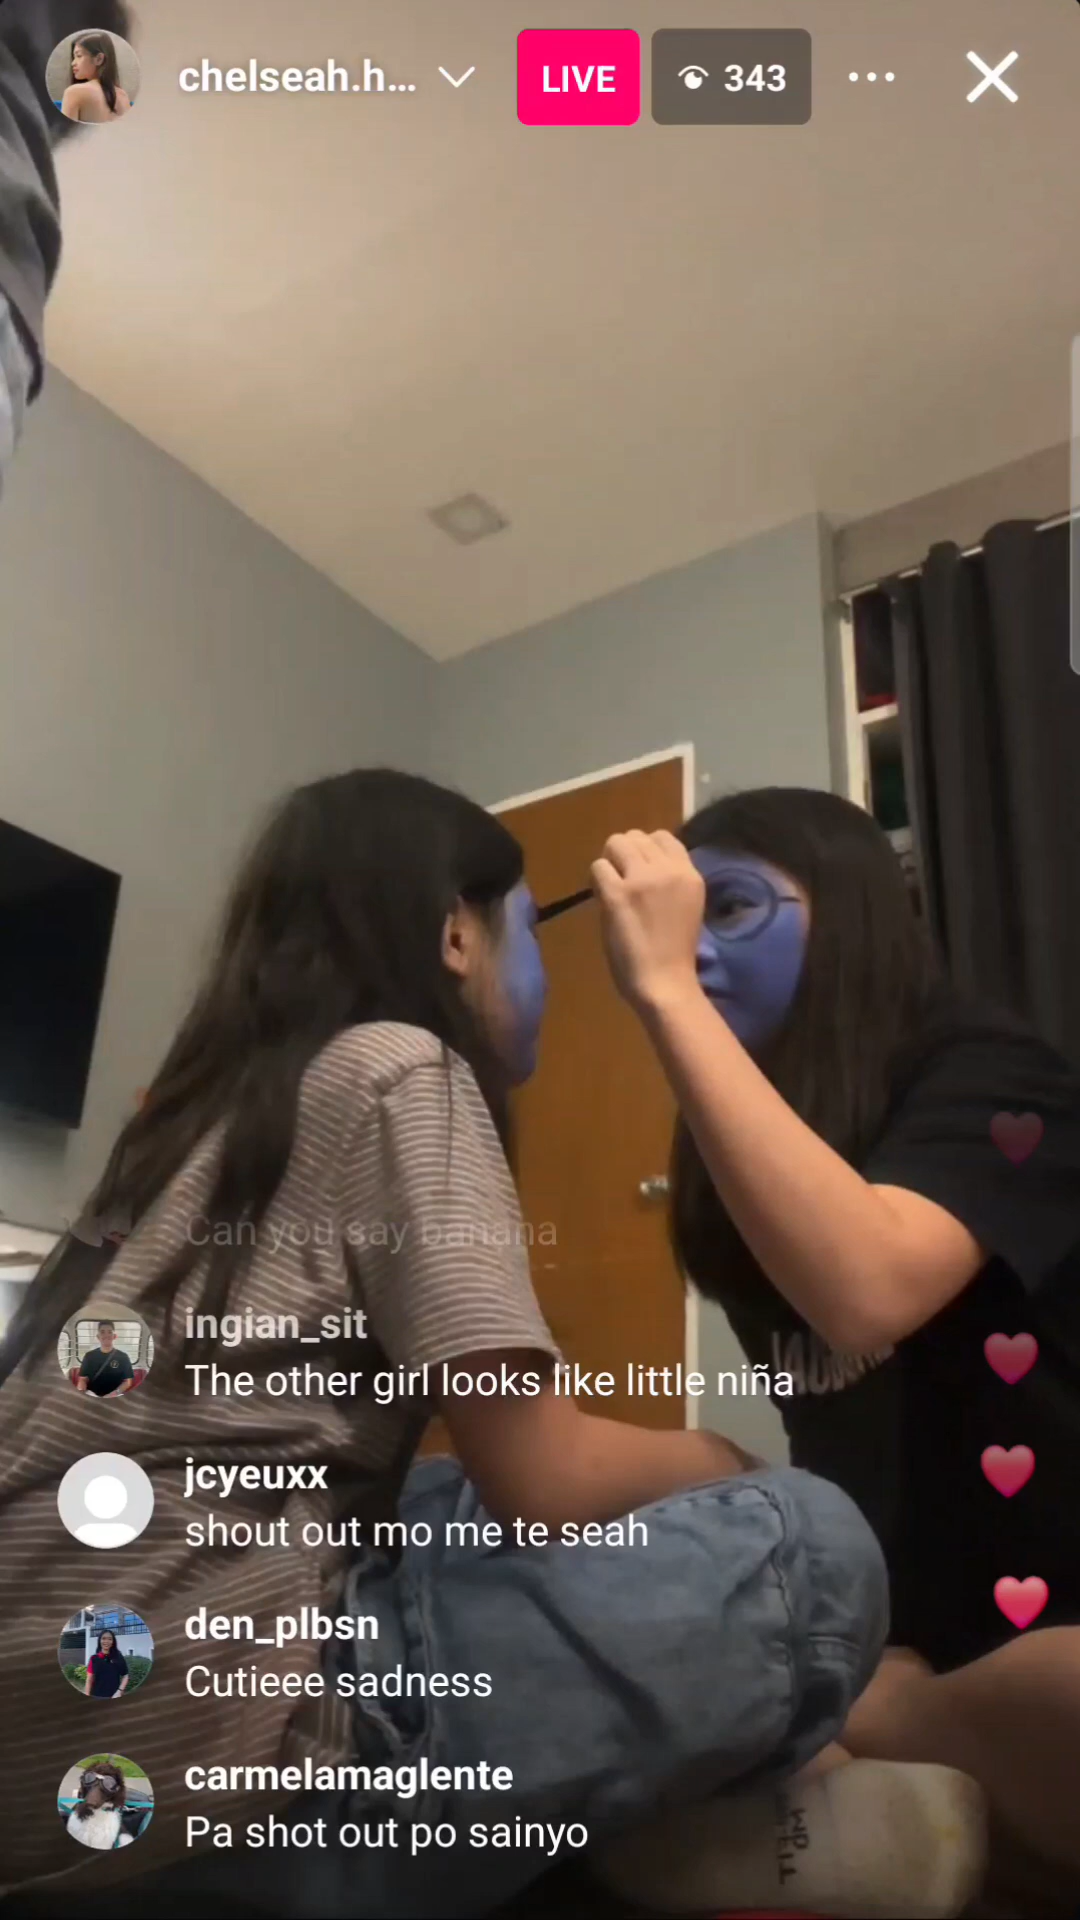 chelseah.h...
LIVE
343
Can you say banana
ingian_sit
The other girl looks like little niña
jcyeuxx
shout out mo me te seah
den_plbsn
Cutieee sadness
carmelamaglente
Pa shot out po sainyo